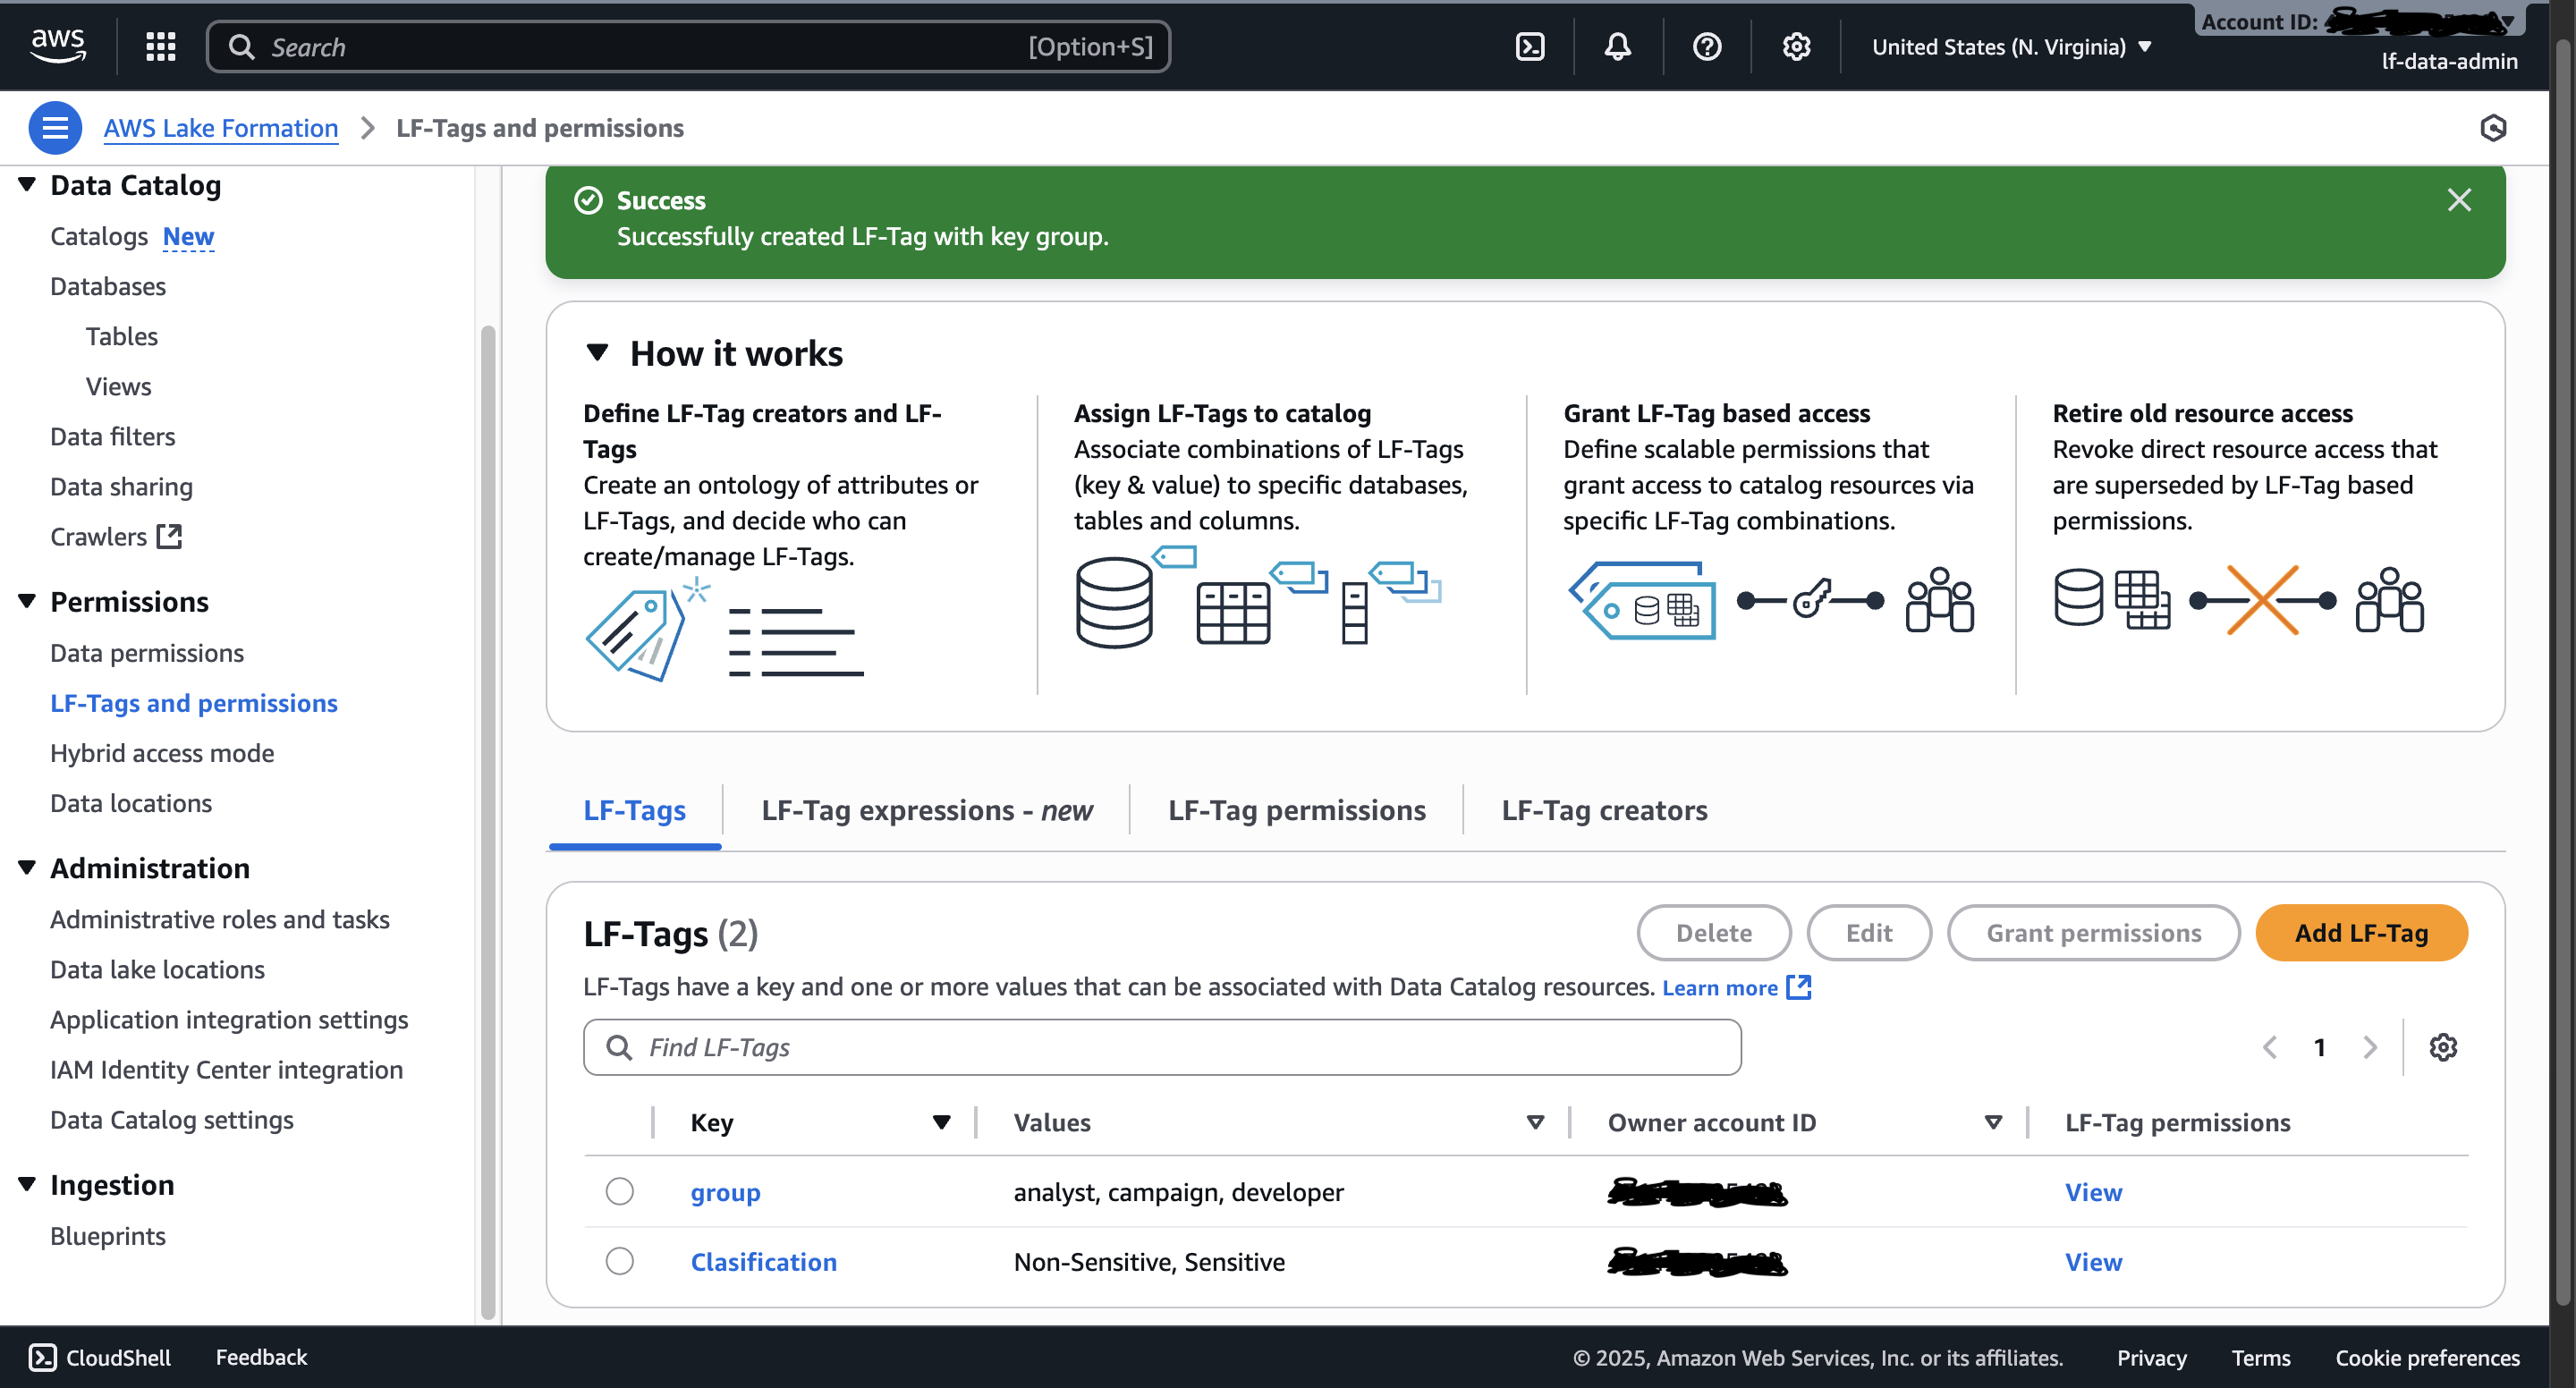 aws
Search
[Option+S]
United States (N. Virginia)
Account ID:
lf-data-admin
AWS Lake Formation
LF-Tags and permissions
Data Catalog
Catalogs New
Databases
Tables
Views
Data filters
Data sharing
Crawlers
Permissions
Data permissions
LF-Tags and permissions
Hybrid access mode
Data locations
Administration
Administrative roles and tasks
Data lake locations
Application integration settings
IAM Identity Center integration
Data Catalog settings
Ingestion
Blueprints
Success
Successfully created LF-Tag with key group.
How it works
Define LF-Tag creators and LF-
Tags
Create an ontology of attributes or
LF-Tags, and decide who can
create/manage LF-Tags.
Assign LF-Tags to catalog
Associate combinations of LF-Tags
(key & value) to specific databases,
tables and columns.
Grant LF-Tag based access
Define scalable permissions that
grant access to catalog resources via
specific LF-Tag combinations.
Retire old resource access
Revoke direct resource access that
are superseded by LF-Tag based
permissions.
LF-Tags
LF-Tag expressions - new
LF-Tag permissions
LF-Tag creators
LF-Tags (2)
Delete
Edit
Grant permissions
Add LF-Tag
LF-Tags have a key and one or more values that can be associated with Data Catalog resources. Learn more
Find LF-Tags
1
Key
Values
Owner account ID
LF-Tag permissions
group
analyst, campaign, developer
View
Clasification
Non-Sensitive, Sensitive
View
CloudShell
Feedback
© 2025, Amazon Web Services, Inc. or its affiliates.
Privacy
Terms
Cookie preferences